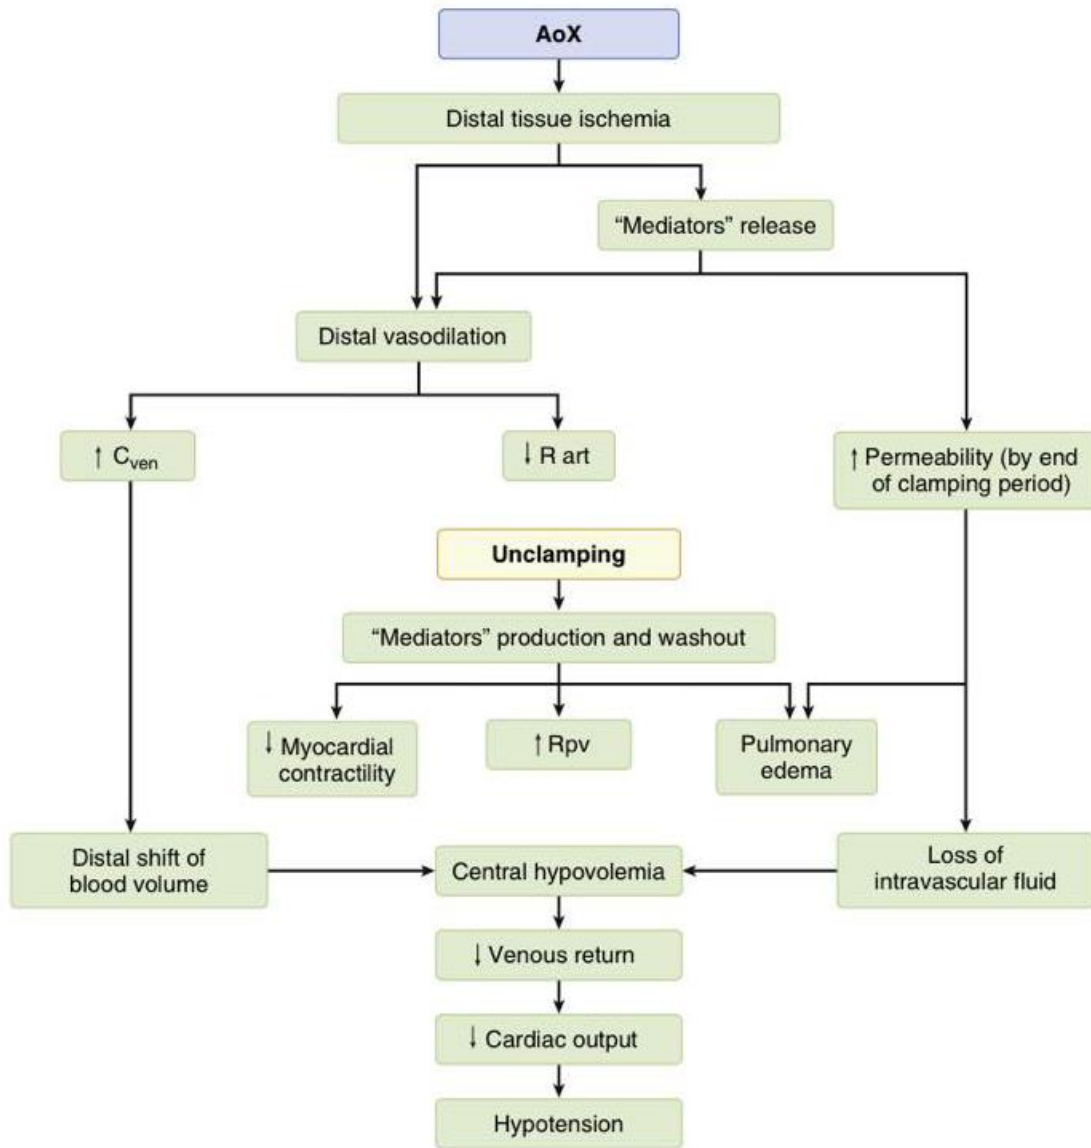 AoX
Distal tissue ischemia
“Mediators” release
Distal vasodilation
↑ Cven
↓ R art
↑ Permeability (by end
of clamping period)
Unclamping
“Mediators” production and washout
↓ Myocardial
contractility
↑ Rpv
Pulmonary
edema
Distal shift of
blood volume
Central hypovolemia
Loss of
intravascular fluid
↓ Venous return
↓ Cardiac output
Hypotension